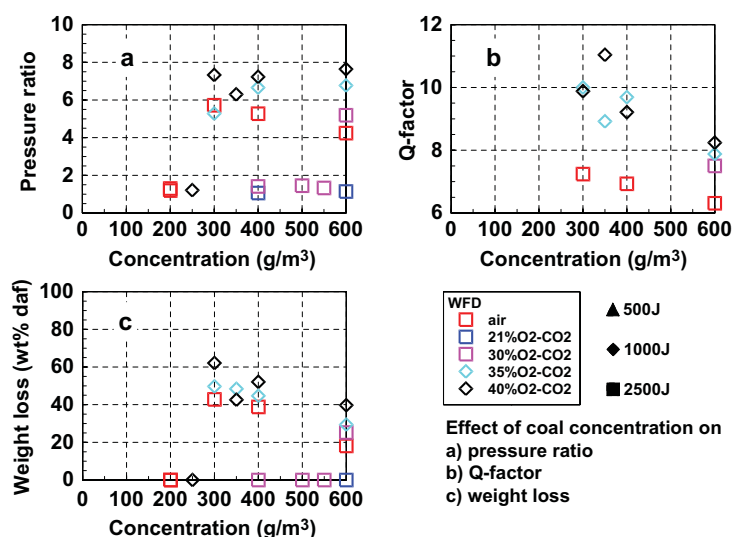 a
Pressure ratio
10
8
6
4
2
0
0 100 200 300 400 500 600
Concentration (g/m³)
b
Q-factor
12
10
8
6
0 100 200 300 400 500 600
Concentration (g/m³)
c
Weight loss (wt% daf)
100
80
60
40
20
0
0 100 200 300 400 500 600
Concentration (g/m³)
WFD
air
21%O2-CO2
30%O2-CO2
35%O2-CO2
40%O2-CO2
500J
1000J
2500J
Effect of coal concentration on
a) pressure ratio
b) Q-factor
c) weight loss